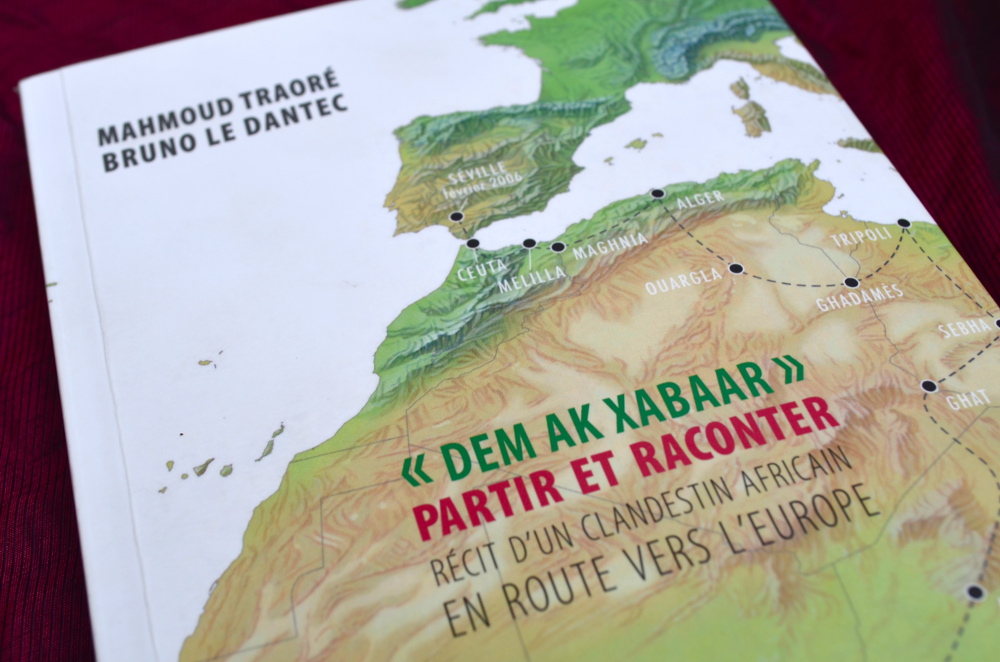 MAHMOUD TRAORÉ
BRUNO LE DANTEC
SÉVILLE
février 2006
CEUTA
MELILLA
MAGHNIA
ALGER
OUARGLA
GHADAMÈS
TRIPOLI
SEBHA
GHAT
« DEM AK XABAAR »
PARTIR ET RACONTER
RÉCIT D'UN CLANDESTIN AFRICAIN
EN ROUTE VERS L'EUROPE